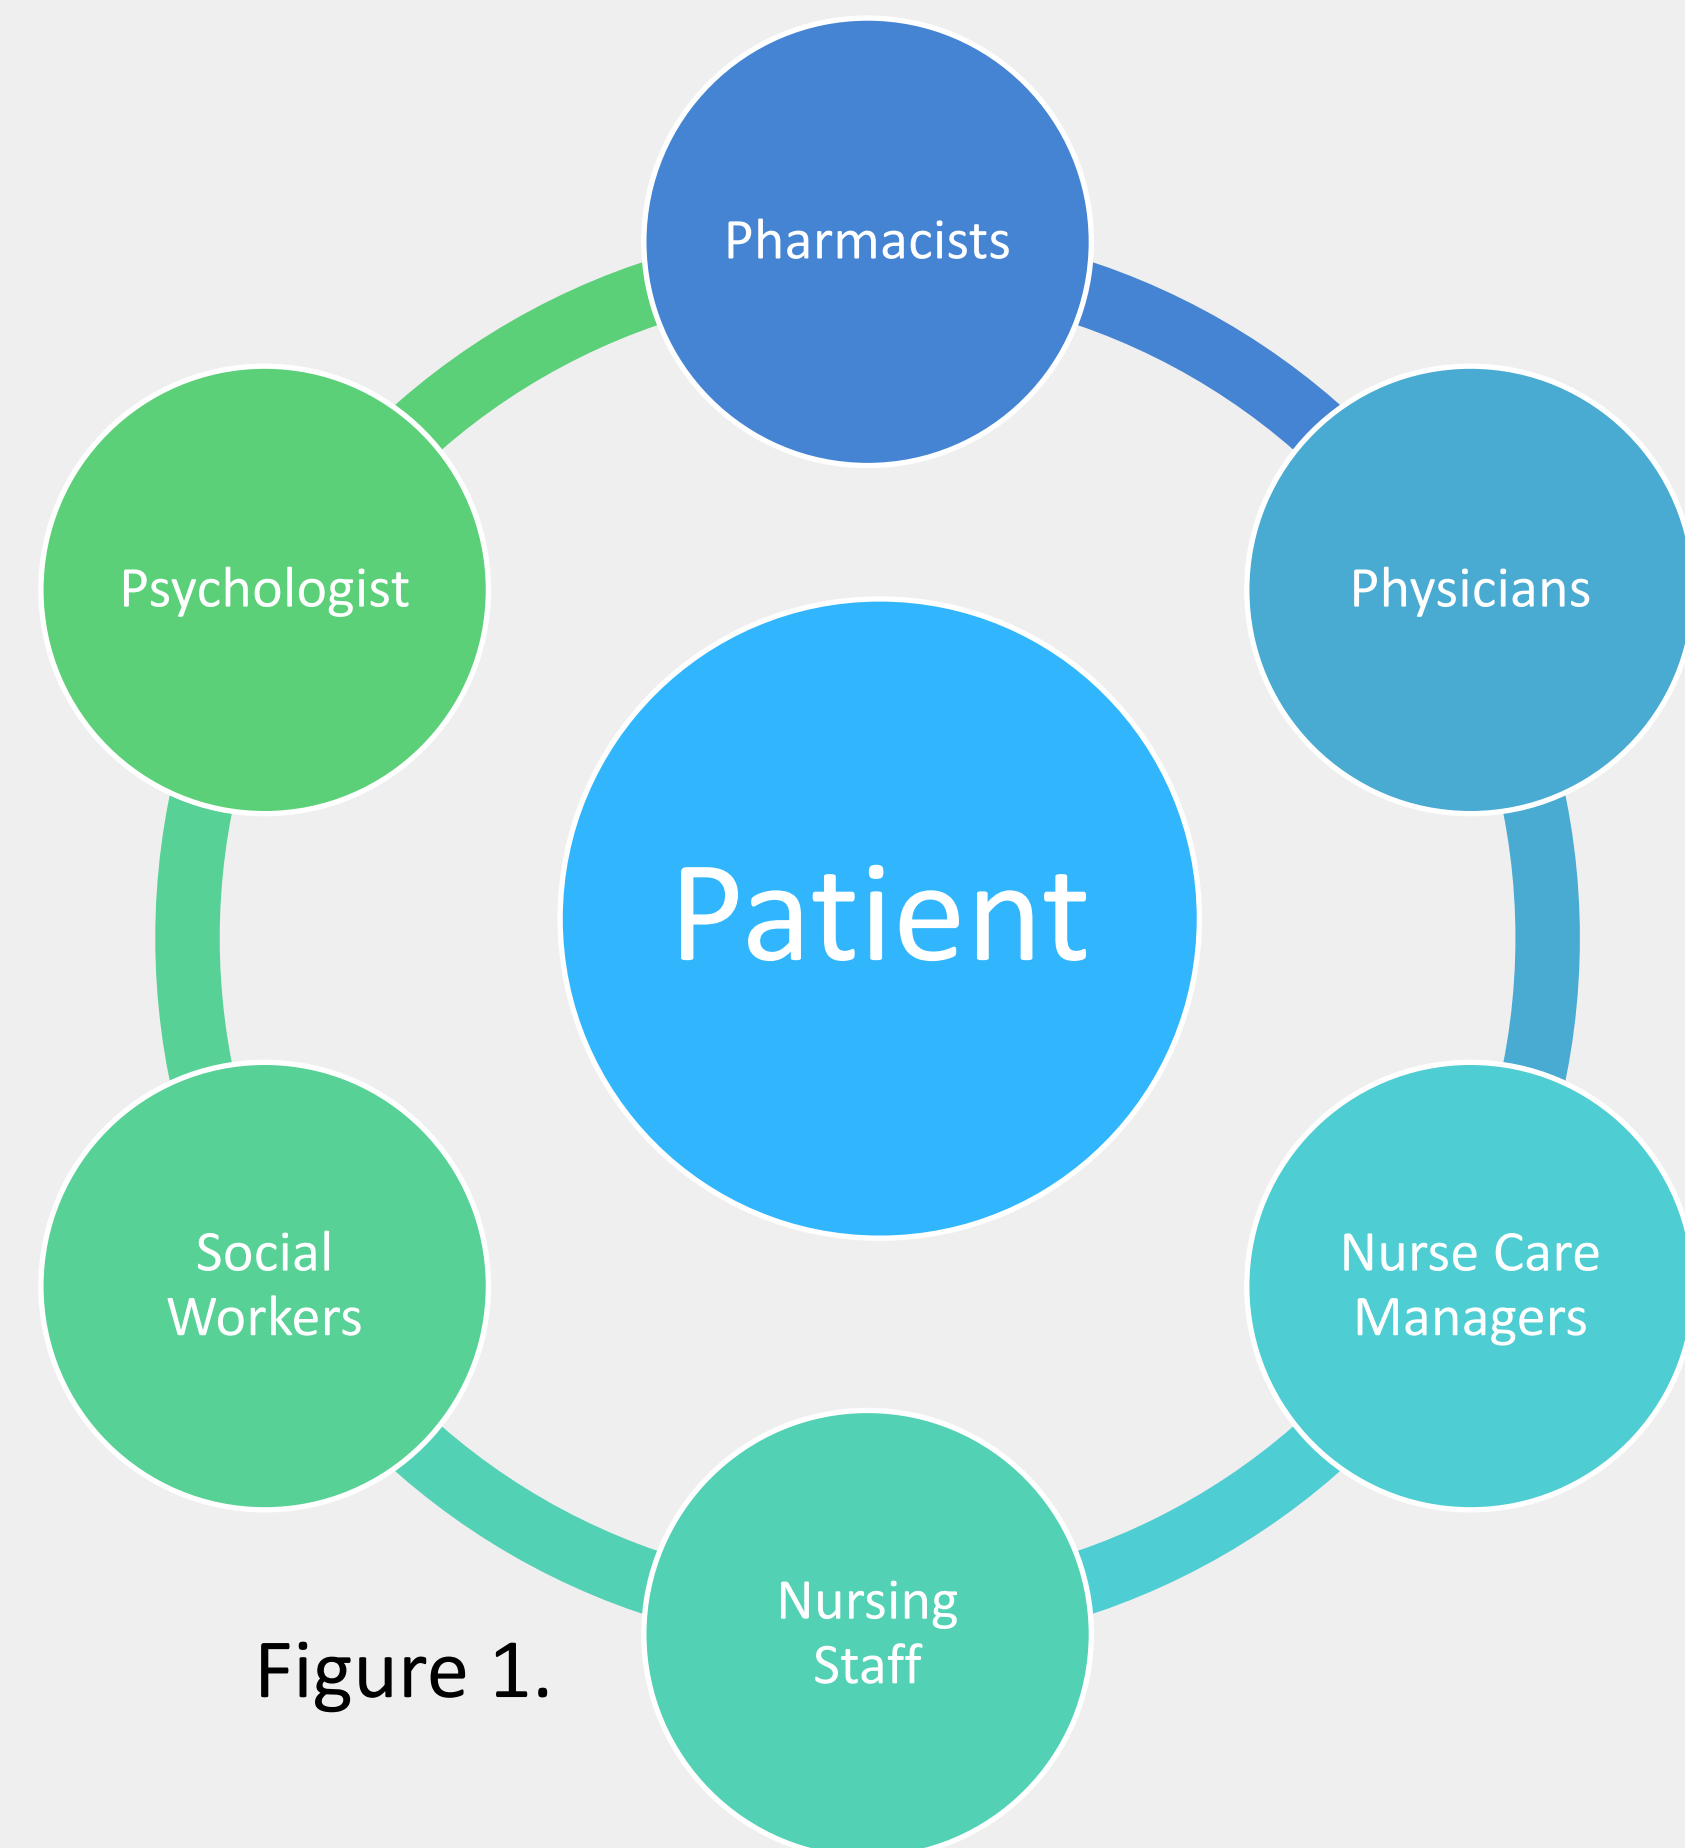 Pharmacists
Psychologist
Physicians
Patient
Social
Workers
Nurse Care
Managers
Nursing
Staff
Figure 1.